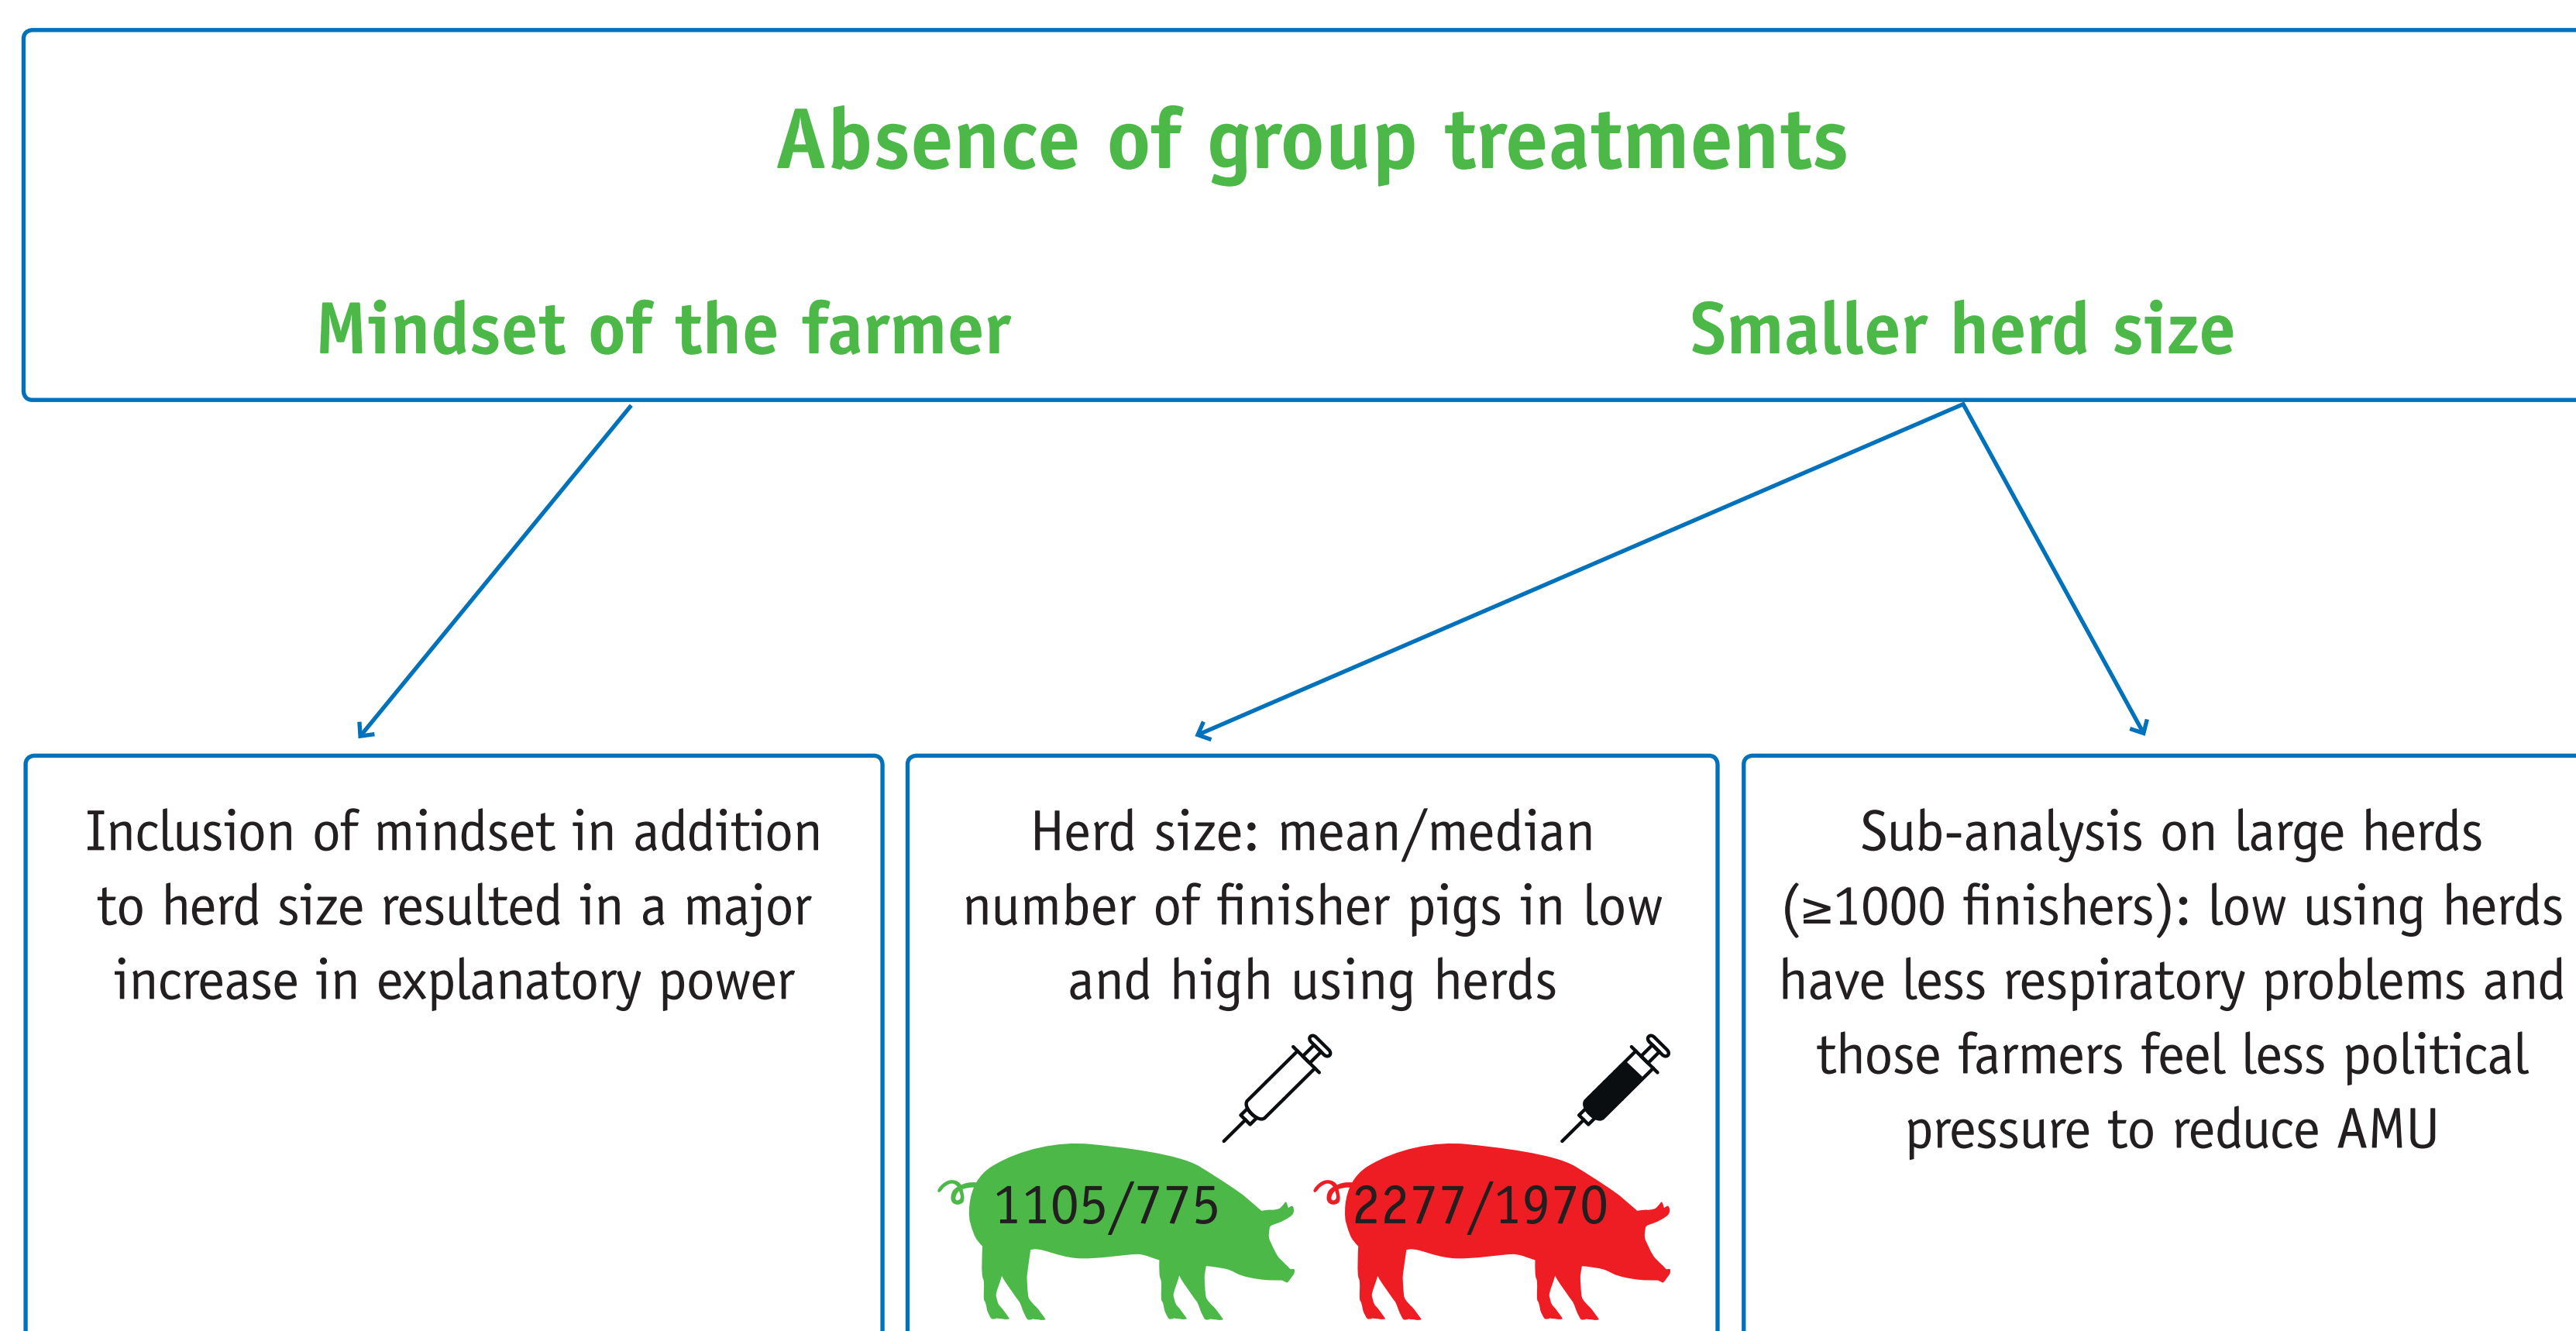 Absence of group treatments
Mindset of the farmer
Smaller herd size
Inclusion of mindset in addition
to herd size resulted in a major
increase in explanatory power
Herd size: mean/median
number of finisher pigs in low
and high using herds
1105/775
2277/1970
Sub-analysis on large herds
(≥1000 finishers): low using herds
have less respiratory problems and
those farmers feel less political
pressure to reduce AMU